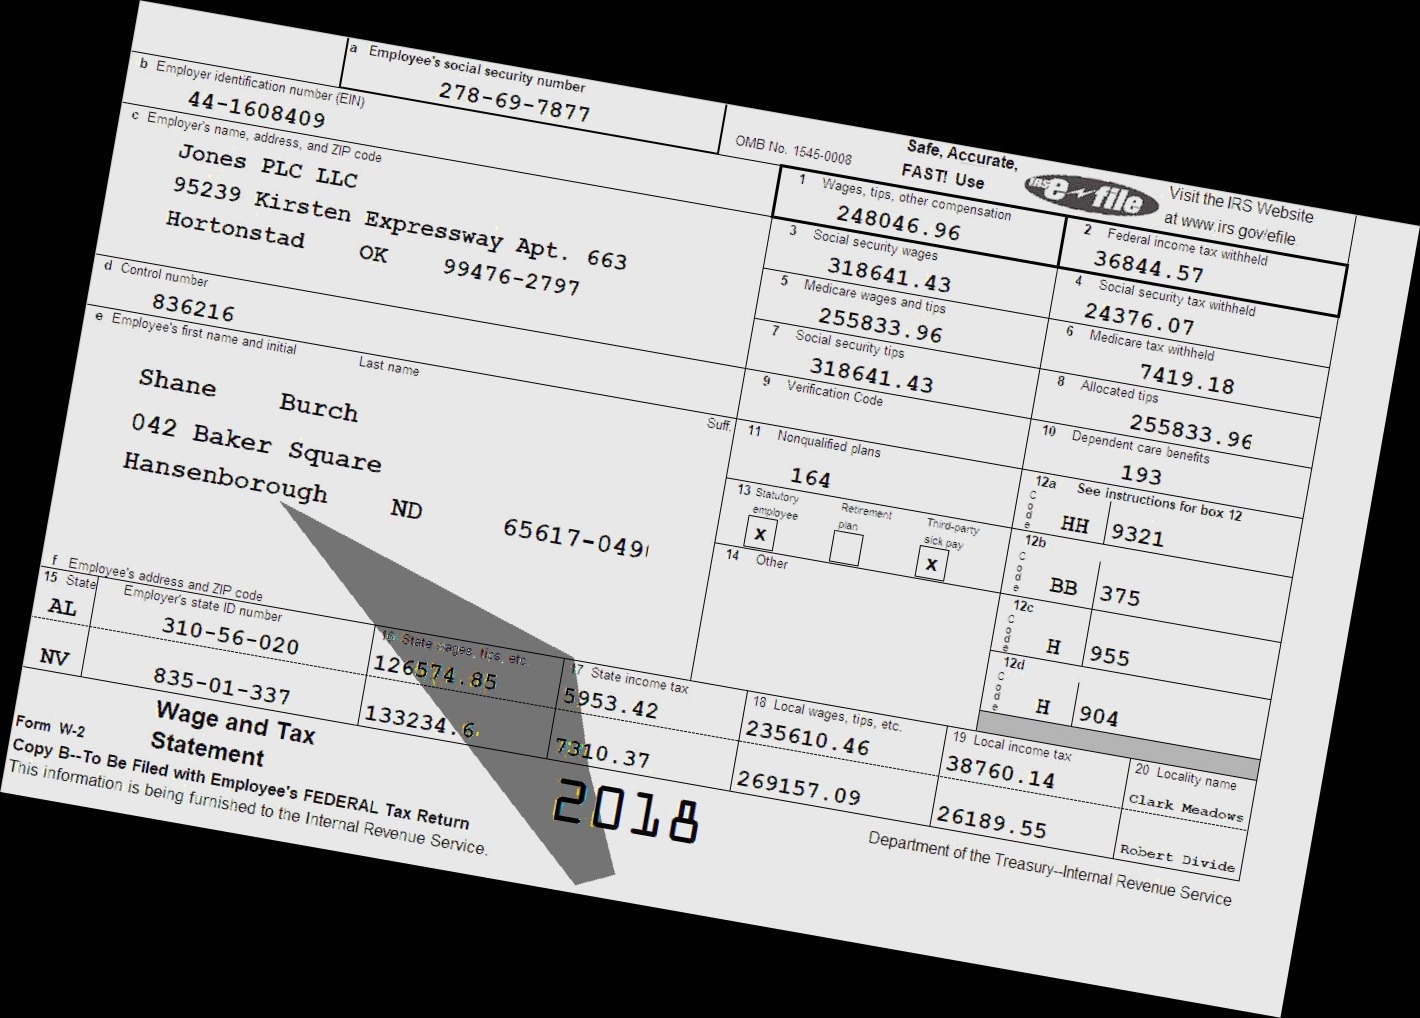 a Employee's social security number
278-69-7877
OMB No. 1545-0008
Safe, Accurate,
FAST! Use
IRS e-file
Visit the IRS Website
at www.irs.gov/efile
b Employer identification number (EIN)
44-1608409
c Employer's name, address, and ZIP code
Jones PLC LLC
95239 Kirsten Expressway Apt. 663
Hortonstad OK 99476-2797
1 Wages, tips, other compensation
248046.96
2 Federal income tax withheld
36844.57
3 Social security wages
318641.43
4 Social security tax withheld
24376.07
5 Medicare wages and tips
255833.96
6 Medicare tax withheld
7419.18
d Control number
836216
7 Social security tips
318641.43
8 Allocated tips
255833.96
e Employee's first name and initial Last name Suff.
Shane Burch
042 Baker Square
Hansenborough ND
9 Verification Code
10 Dependent care benefits
193
11 Nonqualified plans
164
12a See instructions for box 12
Code HH 9321
13 Statutory employee Retirement plan Third-party sick pay
x x
12b
Code BB 375
14 Other
12c
Code H 955
12d
Code H 904
f Employee's address and ZIP code
15 State Employer's state ID number
AL 310-56-020
NV 835-01-337
16 State wages, tips, etc.
126574.85
133234.6
17 State income tax
5953.42
7310.37
18 Local wages, tips, etc.
235610.46
269157.09
19 Local income tax
38760.14
26189.55
20 Locality name
Clark Meadows
Robert Divide
Form W-2
Wage and Tax
Statement
2018
Copy B--To Be Filed with Employee's FEDERAL Tax Return
This information is being furnished to the Internal Revenue Service.
Department of the Treasury--Internal Revenue Service